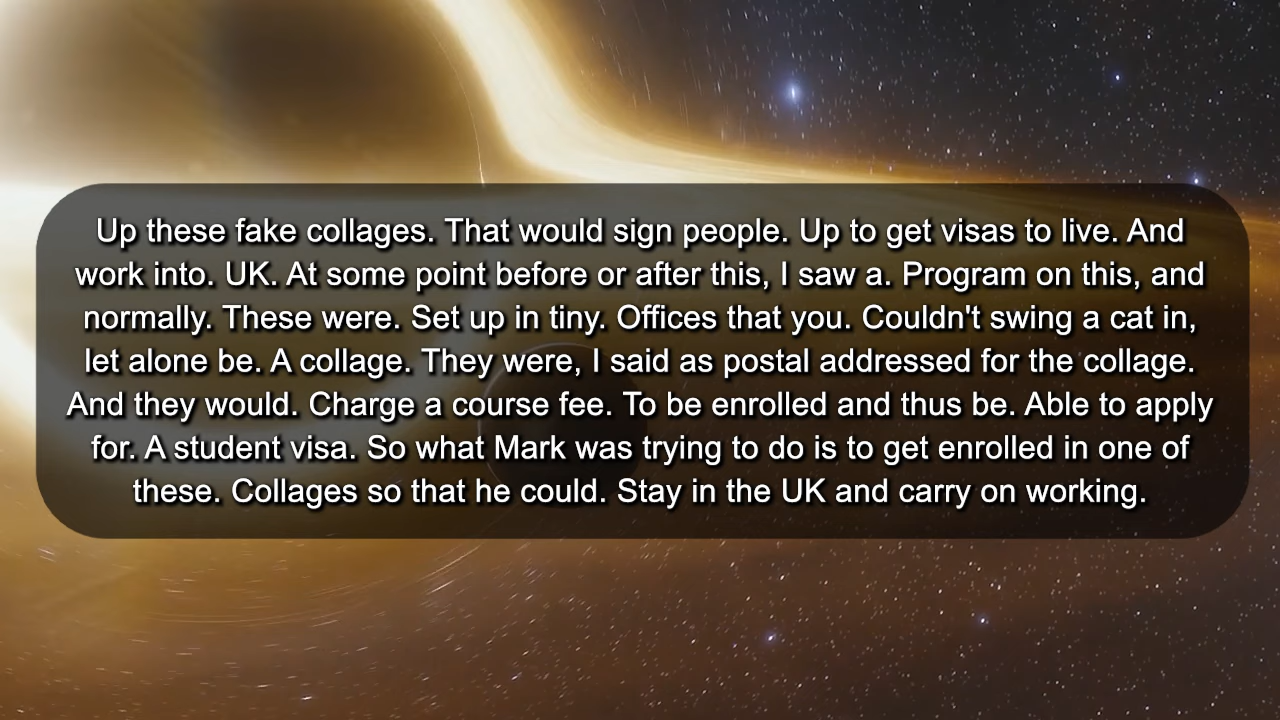 Up these fake collages. That would sign people. Up to get visas to live. And
work into. UK. At some point before or after this, I saw a. Program on this, and
normally. These were. Set up in tiny. Offices that you. Couldn't swing a cat in,
let alone be. A collage. They were, I said as postal addressed for the collage.
And they would. Charge a course fee. To be enrolled and thus be. Able to apply
for. A student visa. So what Mark was trying to do is to get enrolled in one of
these. Collages so that he could. Stay in the UK and carry on working.